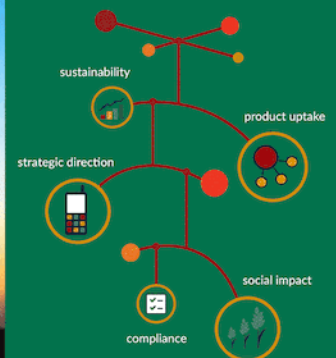 sustainability
product uptake
strategic direction
social impact
compliance